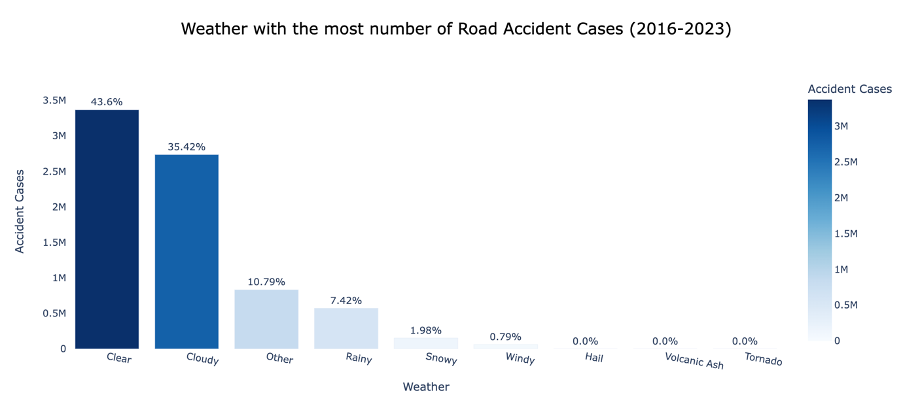 Weather with the most number of Road Accident Cases (2016-2023)
Accident Cases
43.6%
35.42%
10.79%
7.42%
1.98%
0.79%
0.0%
0.0%
0.0%
3.5M
3M
2.5M
2M
1.5M
1M
0.5M
0
Accident Cases
Clear
Cloudy
Other
Rainy
Snowy
Windy
Hail
Volcanic Ash
Tornado
Weather
3M
2.5M
2M
1.5M
1M
0.5M
0